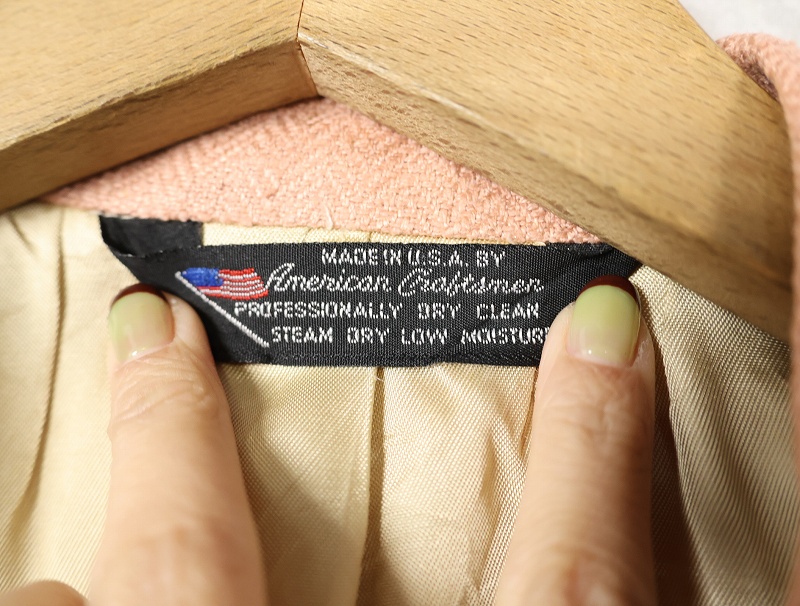 MADE IN U.S.A. BY
American Craftsmen
PROFESSIONALLY DRY CLEAN
STEAM DRY LOW MOISTURE